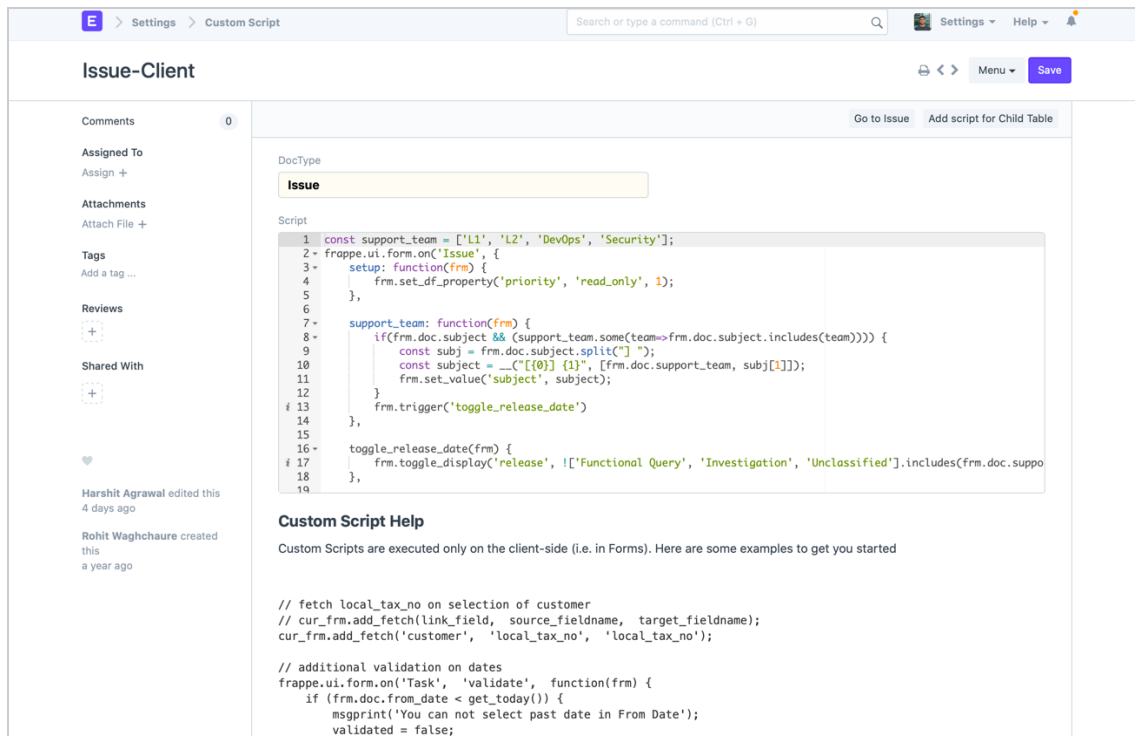 E Settings Custom Script Search or type a command (Ctrl + G) Settings Help
Issue-Client Menu Save
Comments 0
Assigned To
Assign +
Attachments
Attach File +
Tags
Add a tag ...
Reviews
+
Shared With
+
Harshit Agrawal edited this
4 days ago
Rohit Waghchaure created
this
a year ago
Go to Issue Add script for Child Table
DocType
Issue
Script
1 const support_team = ['L1', 'L2', 'DevOps', 'Security'];
2 frappe.ui.form.on('Issue', {
3 setup: function(frm) {
4 frm.set_df_property('priority', 'read_only', 1);
5 },
6
7 support_team: function(frm) {
8 if(frm.doc.subject && (support_team.some(team=>frm.doc.subject.includes(team)))) {
9 const subj = frm.doc.subject.split("] ");
10 const subject = __("[{0}] {1}", [frm.doc.support_team, subj[1]]);
11 frm.set_value('subject', subject);
12 }
i 13 frm.trigger('toggle_release_date')
14 },
15
16 toggle_release_date(frm) {
i 17 frm.toggle_display('release', !['Functional Query', 'Investigation', 'Unclassified'].includes(frm.doc.suppo
18 },
19
Custom Script Help
Custom Scripts are executed only on the client-side (i.e. in Forms). Here are some examples to get you started
// fetch local_tax_no on selection of customer
// cur_frm.add_fetch(link_field, source_fieldname, target_fieldname);
cur_frm.add_fetch('customer', 'local_tax_no', 'local_tax_no');
// additional validation on dates
frappe.ui.form.on('Task', 'validate', function(frm) {
if (frm.doc.from_date < get_today()) {
msgprint('You can not select past date in From Date');
validated = false;